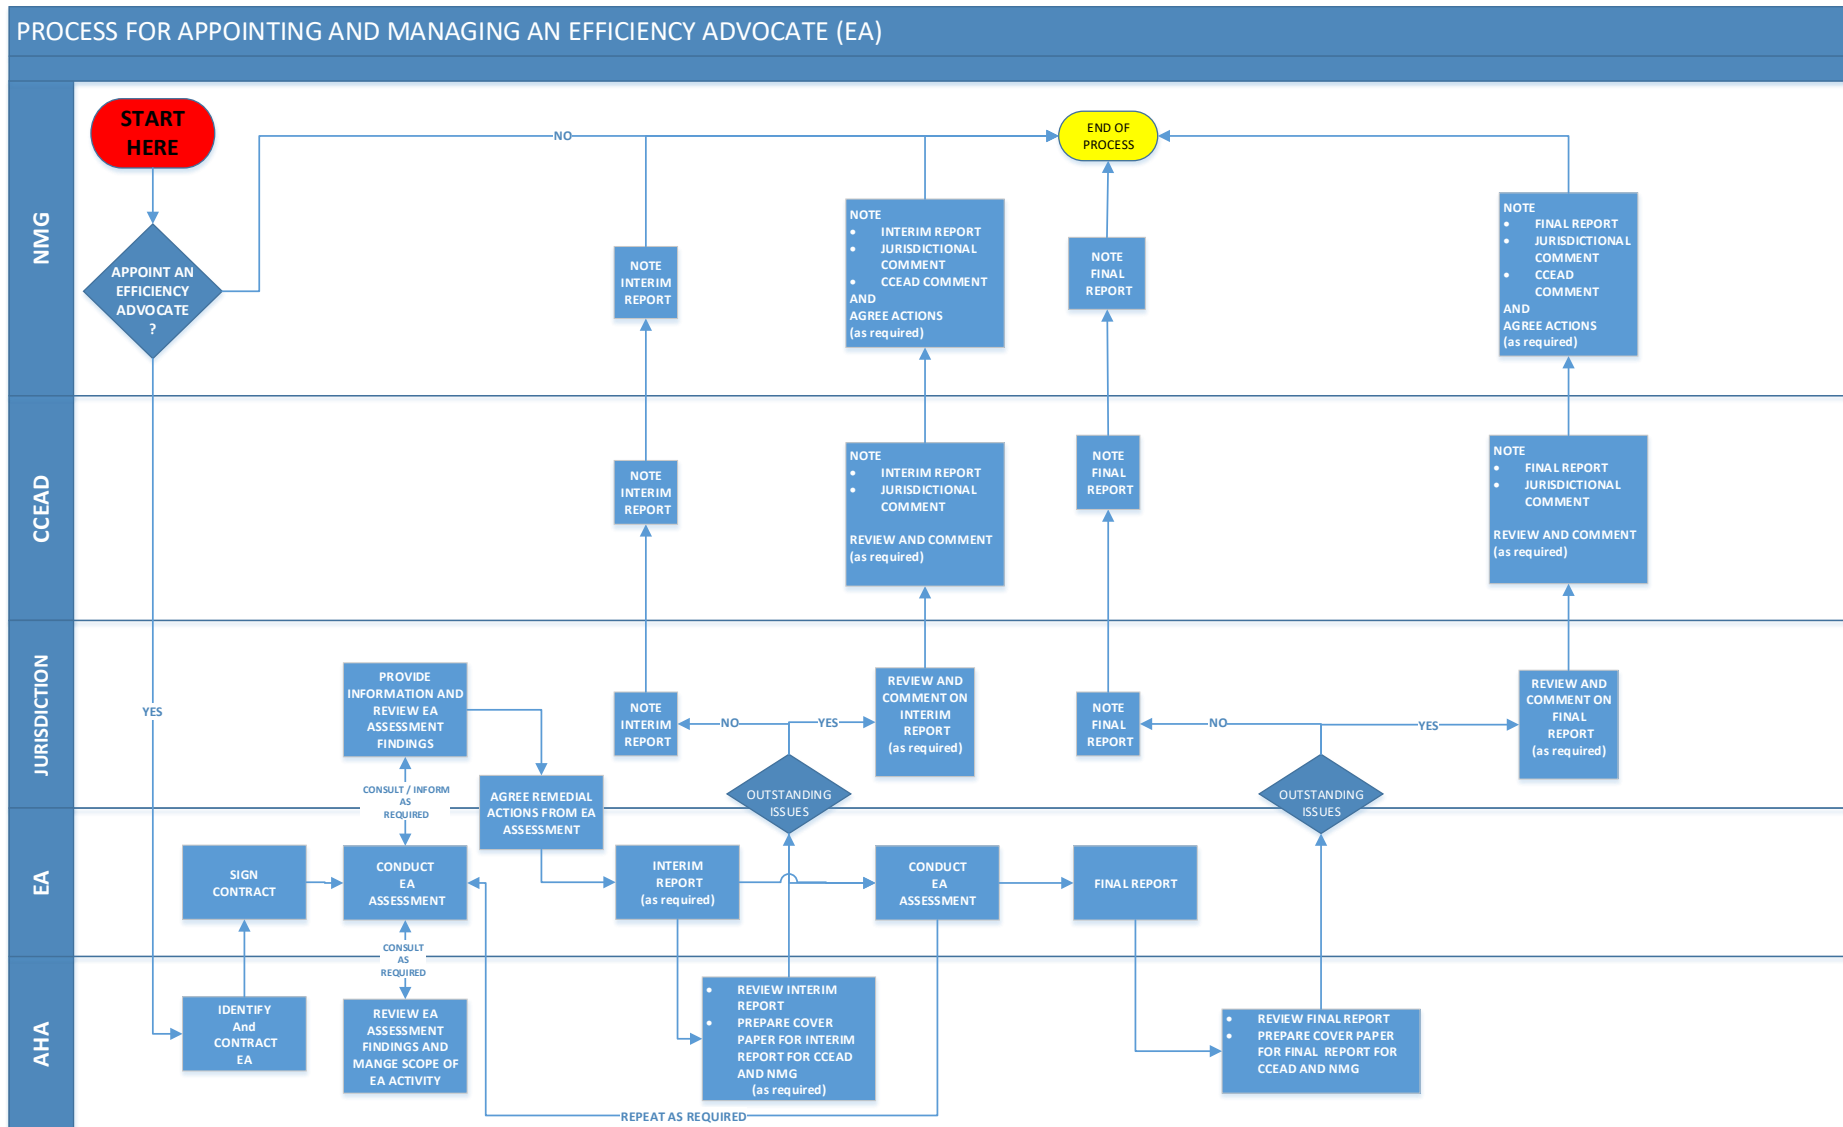 PROCESS FOR APPOINTING AND MANAGING AN EFFICIENCY ADVOCATE (EA)
NMG
START
HERE
APPOINT AN
EFFICIENCY
ADVOCATE
?
NO
NOTE
INTERIM
REPORT
NOTE
• INTERIM REPORT
• JURISDICTIONAL
COMMENT
• CCEAD COMMENT
AND
AGREE ACTIONS
(as required)
END OF
PROCESS
NOTE
FINAL
REPORT
NOTE
• FINAL REPORT
• JURISDICTIONAL
COMMENT
• CCEAD
COMMENT
AND
AGREE ACTIONS
(as required)
CCEAD
NOTE
INTERIM
REPORT
NOTE
• INTERIM REPORT
• JURISDICTIONAL
COMMENT
REVIEW AND COMMENT
(as required)
NOTE
FINAL
REPORT
NOTE
• FINAL REPORT
• JURISDICTIONAL
COMMENT
REVIEW AND COMMENT
(as required)
JURISDICTION
YES
PROVIDE
INFORMATION AND
REVIEW EA
ASSESSMENT
FINDINGS
CONSULT / INFORM
AS
REQUIRED
AGREE REMEDIAL
ACTIONS FROM EA
ASSESSMENT
NOTE
INTERIM
REPORT
NO
YES
REVIEW AND
COMMENT ON
INTERIM
REPORT
(as required)
OUTSTANDING
ISSUES
NOTE
FINAL
REPORT
NO
YES
REVIEW AND
COMMENT ON
FINAL
REPORT
(as required)
OUTSTANDING
ISSUES
EA
SIGN
CONTRACT
CONDUCT
EA
ASSESSMENT
INTERIM
REPORT
(as required)
CONDUCT
EA
ASSESSMENT
FINAL REPORT
CONSULT
AS
REQUIRED
AHA
IDENTIFY
And
CONTRACT
EA
REVIEW EA
ASSESSMENT
FINDINGS AND
MANGE SCOPE OF
EA ACTIVITY
• REVIEW INTERIM
REPORT
• PREPARE COVER
PAPER FOR INTERIM
REPORT FOR CCEAD
AND NMG
(as required)
• REVIEW FINAL REPORT
• PREPARE COVER PAPER
FOR FINAL REPORT FOR
CCEAD AND NMG
REPEAT AS REQUIRED